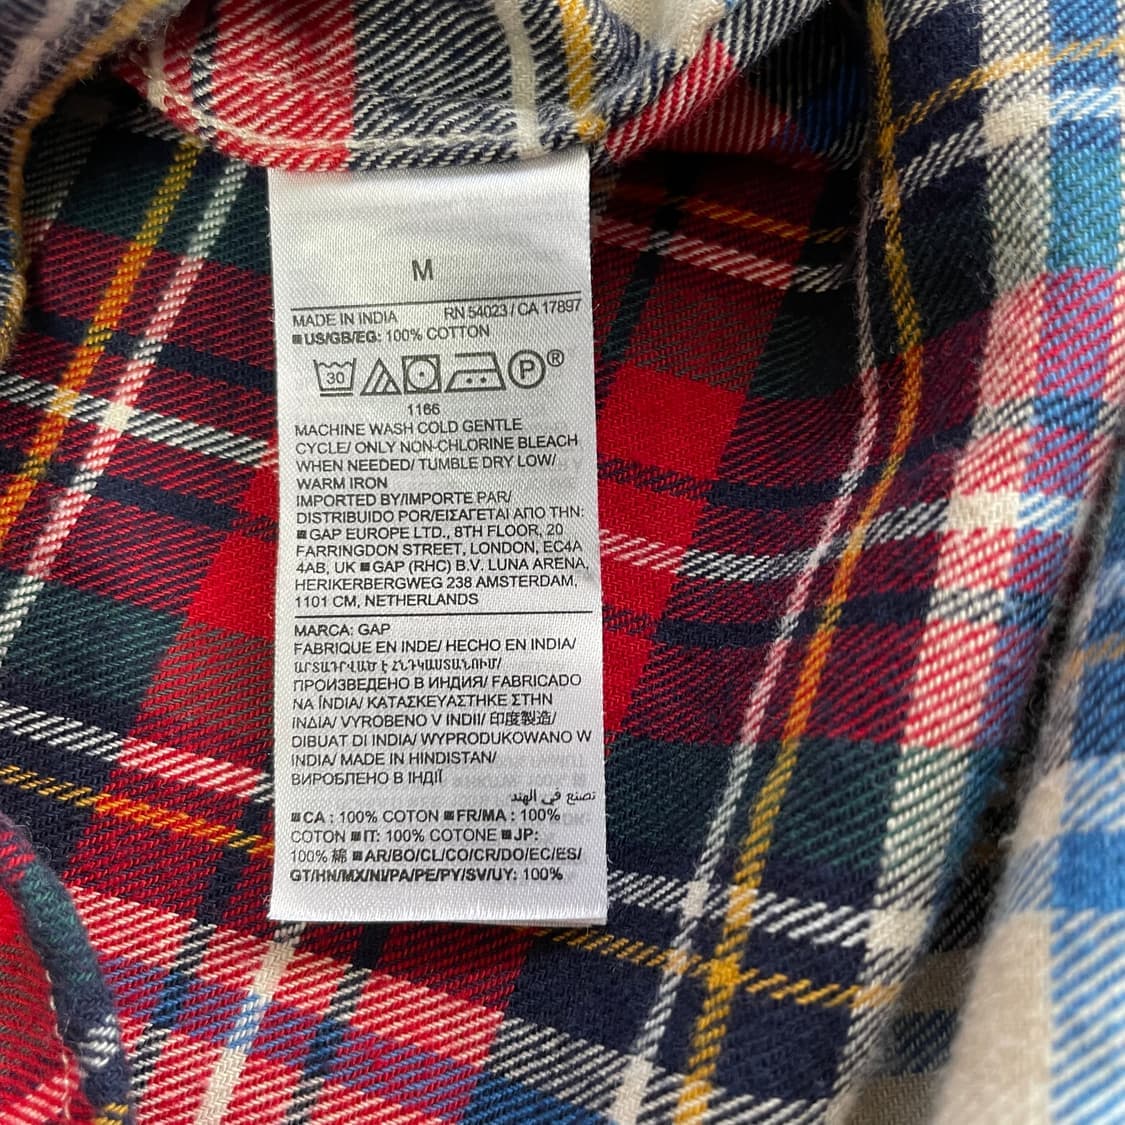 M
MADE IN INDIA RN 54023 / CA 17897
■ US/GB/EG: 100% COTTON
30 P ®
1166
MACHINE WASH COLD GENTLE
CYCLE/ ONLY NON-CHLORINE BLEACH
WHEN NEEDED/ TUMBLE DRY LOW/
WARM IRON
IMPORTED BY/IMPORTE PAR/
DISTRIBUIDO POR/ΕΙΣΑΓΕΤΑΙ ΑΠΟ ΤΗΝ:
■ GAP EUROPE LTD., 8TH FLOOR, 20
FARRINGDON STREET, LONDON, EC4A
4AB, UK ■ GAP (RHC) B.V. LUNA ARENA,
HERIKERBERGWEG 238 AMSTERDAM,
1101 CM, NETHERLANDS
MARCA: GAP
FABRIQUE EN INDE/ HECHO EN INDIA/
ԱՐՏԱԴՐՎԱԾ Է ՀՆԴԿԱՍՏԱՆՈՒՄ/
ПРОИЗВЕДЕНО В ИНДИЯ/ FABRICADO
NA ÍNDIA/ ΚΑΤΑΣΚΕΥΑΣΤΗΚΕ ΣΤΗΝ
ΙΝΔΙΑ/ VYROBENO V INDII/ 印度製造/
DIBUAT DI INDIA/ WYPRODUKOWANO W
INDIA/ MADE IN HINDISTAN/
ВИРОБЛЕНО В ІНДІЇ
تصنع في الهند
■ CA : 100% COTON ■ FR/MA : 100%
COTON ■ IT: 100% COTONE ■ JP:
100% 綿 ■ AR/BO/CL/CO/CR/DO/EC/ES/
GT/HN/MX/NI/PA/PE/PY/SV/UY: 100%